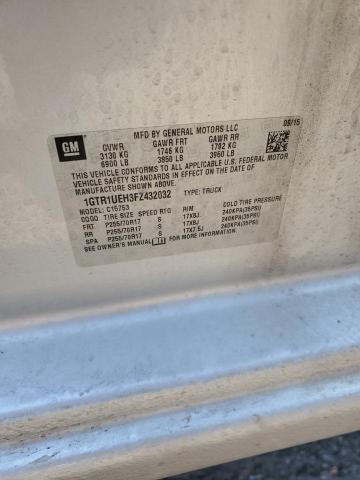 MFD BY GENERAL MOTORS LLC 08/15
GM
GVWR GAWR FRT GAWR RR
3130 KG 1746 KG 1792 KG
6900 LB 3850 LB 3950 LB
THIS VEHICLE CONFORMS TO ALL APPLICABLE U.S. FEDERAL MOTOR
VEHICLE SAFETY STANDARDS IN EFFECT ON THE DATE OF
MANUFACTURE SHOWN ABOVE.
1GTR1UEH3FZ432032 TYPE: TRUCK
MODEL: C15753
TIRE SIZE SPEED RTG RIM COLD TIRE PRESSURE
FRT P255/70R17 S 17X8J 240KPA(35PSI)
RR P255/70R17 S 17X8J 240KPA(35PSI)
SPA P255/70R17 S 17X7.5J 240KPA(35PSI)
SEE OWNER'S MANUAL FOR ADDITIONAL INFORMATION.